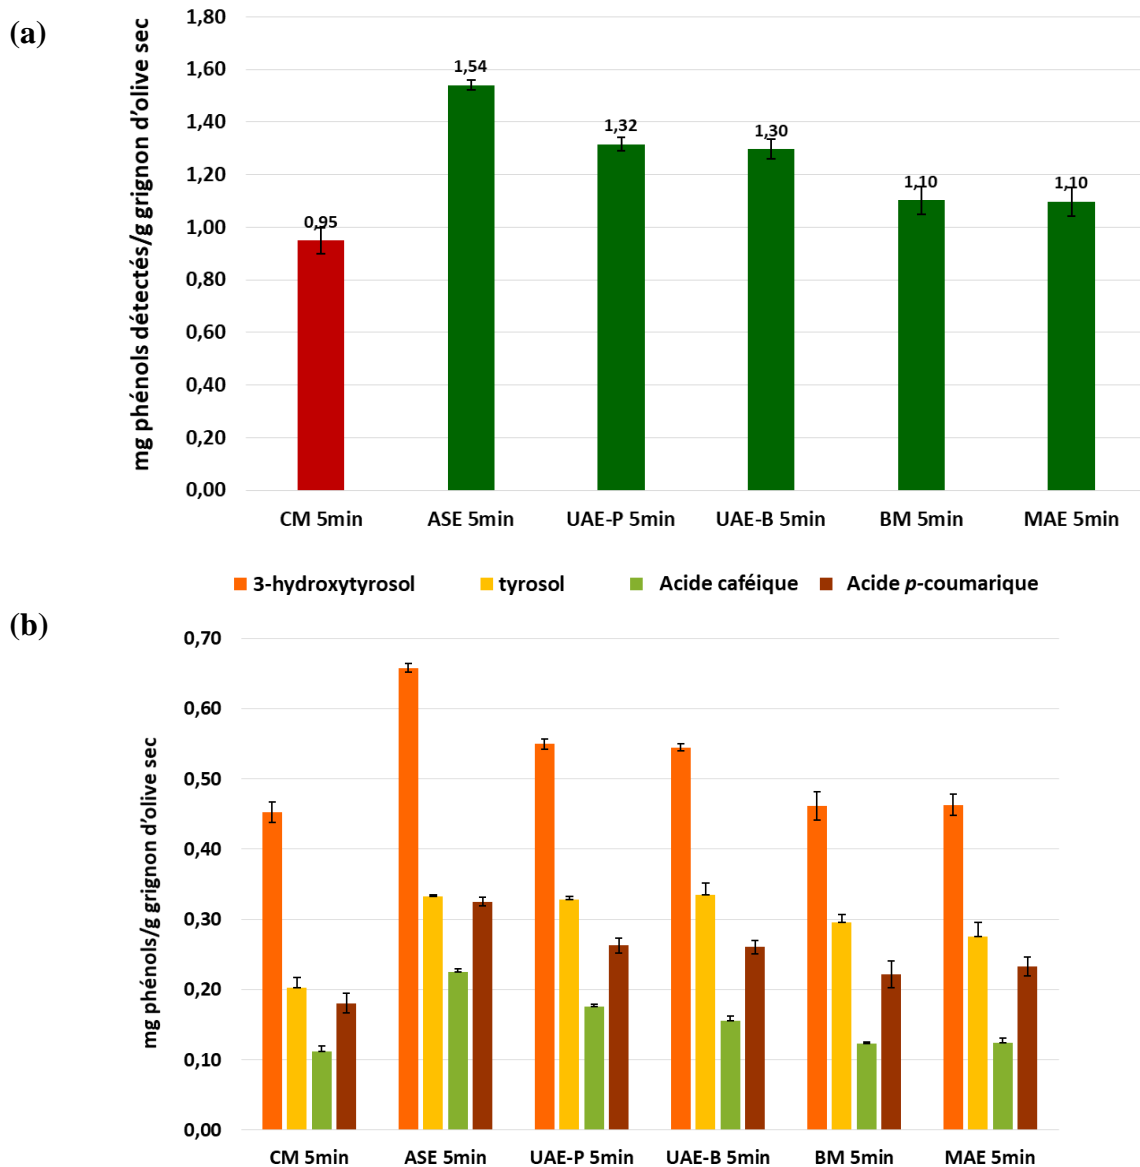 (a)
mg phénols détectés/g grignon d'olive sec
1,80
1,60
1,40
1,20
1,00
0,80
0,60
0,40
0,20
0,00
0,95
1,54
1,32
1,30
1,10
1,10
CM 5min
ASE 5min
UAE-P 5min
UAE-B 5min
BM 5min
MAE 5min
3-hydroxytyrosol
tyrosol
Acide caféique
Acide p-coumarique
(b)
mg phénols/g grignon d'olive sec
0,70
0,60
0,50
0,40
0,30
0,20
0,10
0,00
CM 5min
ASE 5min
UAE-P 5min
UAE-B 5min
BM 5min
MAE 5min